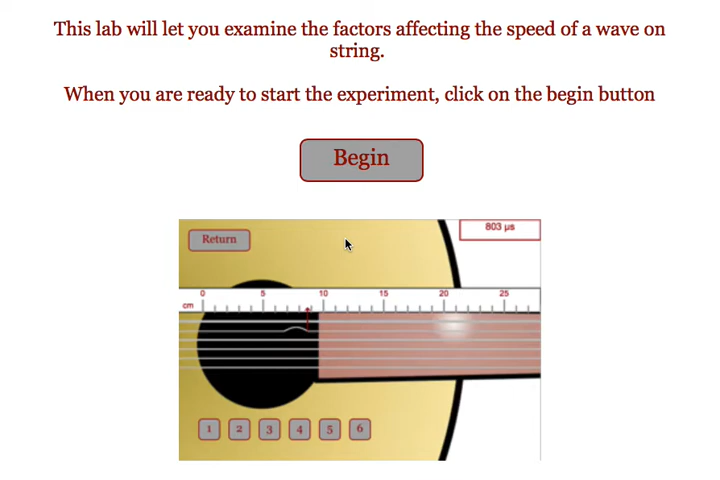 This lab will let you examine the factors affecting the speed of a wave on
string.
When you are ready to start the experiment, click on the begin button
Begin
Return
803 µs
0 5 10 15 20 25
cm
1 2 3 4 5 6